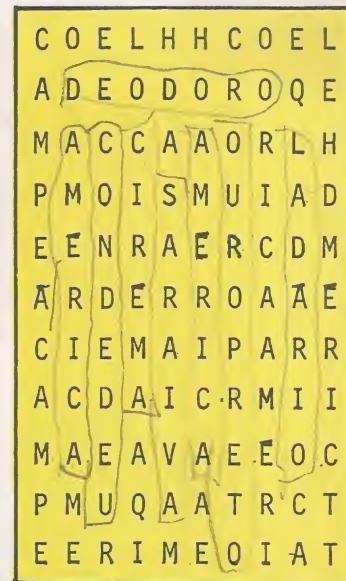 C O E L H H C O E L
A D E O D O R O Q E
M A C C A A O R L H
P M O I S M U I A D
E E N R A E R C D M
A R D E R R O A A E
C I E M A I P A R R
A C D A I C R M I I
M A E A V A E E O C
P M U Q A A T R C T
E E R I M E O I A T